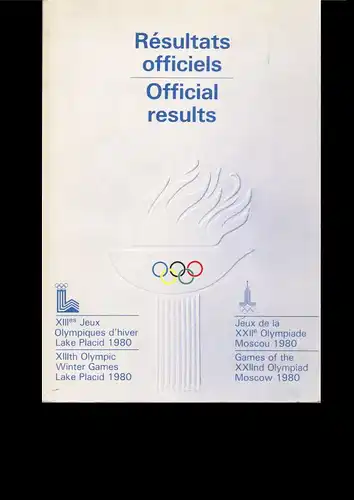 Résultats
officiels
Official
results
XIIIes Jeux
Olympiques d'hiver
Lake Placid 1980
XIIIth Olympic
Winter Games
Lake Placid 1980
Jeux de la
XXIIe Olympiade
Moscou 1980
Games of the
XXIInd Olympiad
Moscow 1980